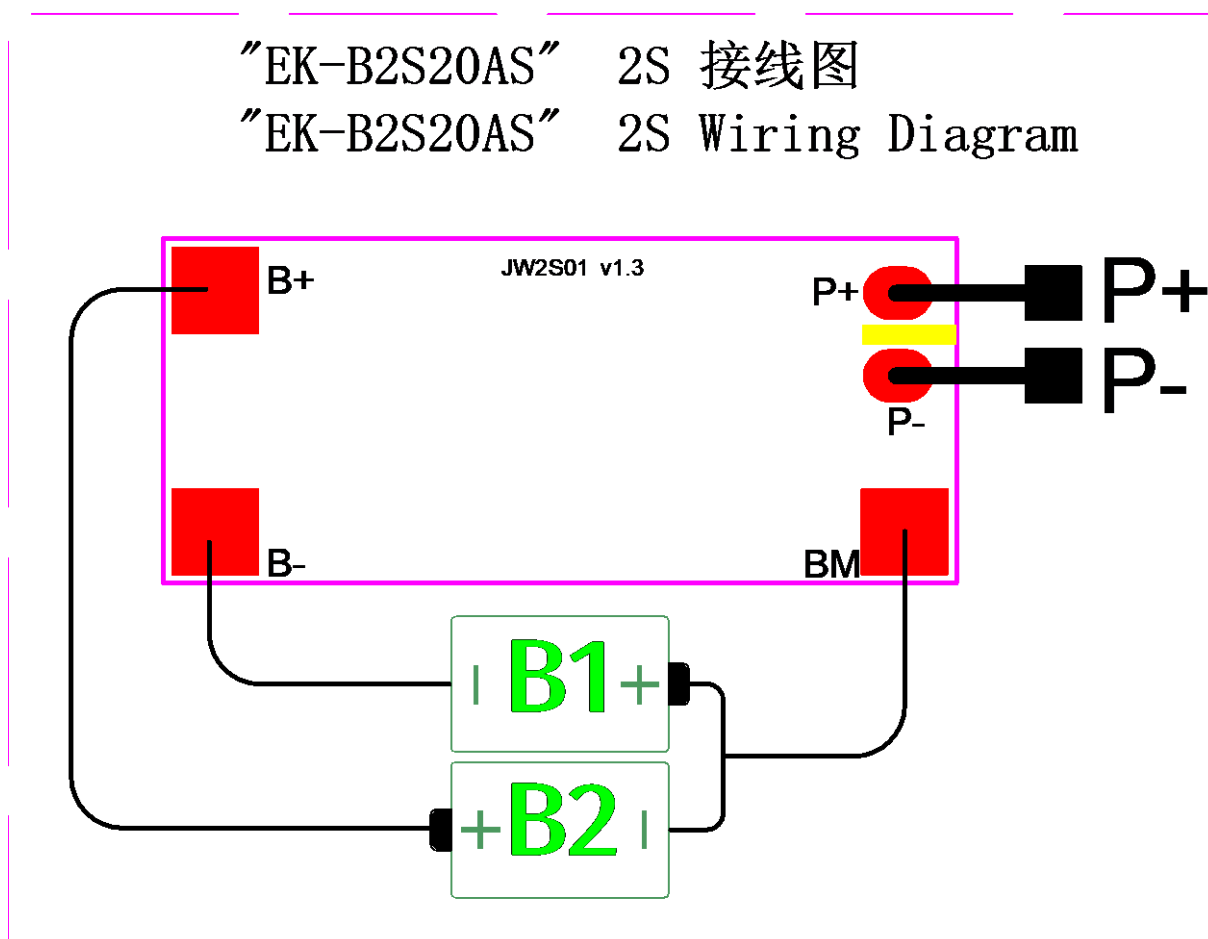 "EK-B2S20AS" 2S 接线图
"EK-B2S20AS" 2S Wiring Diagram
JW2S01 v1.3
B+
P+
P+
P-
P-
B-
BM
- B1 +
+ B2 -